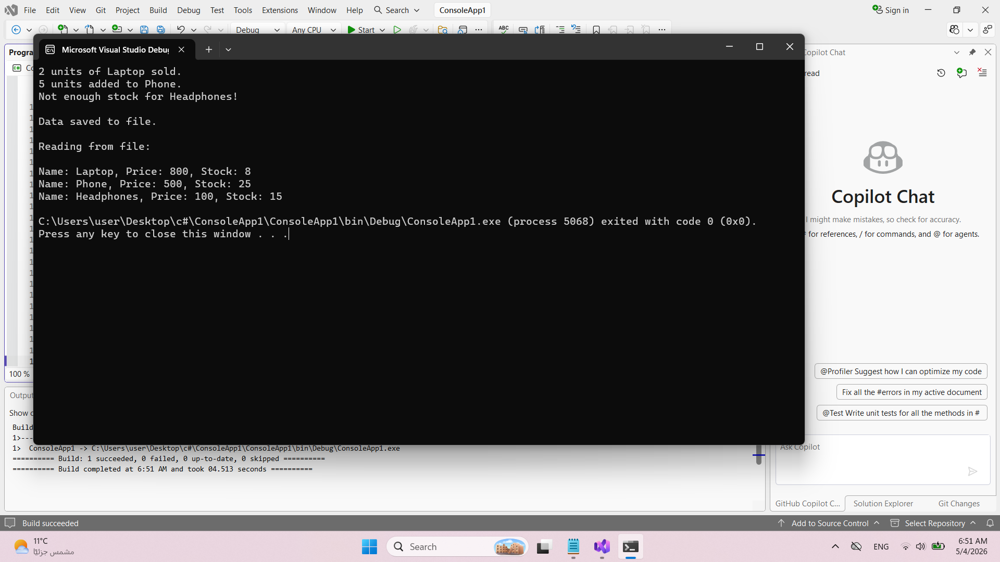 File Edit View Git Project Build Debug Test Tools Extensions Window Help Search ConsoleApp1 Sign in
Debug Any CPU Start
Microsoft Visual Studio Debug
2 units of Laptop sold.
5 units added to Phone.
Not enough stock for Headphones!
Data saved to file.
Reading from file:
Name: Laptop, Price: 800, Stock: 8
Name: Phone, Price: 500, Stock: 25
Name: Headphones, Price: 100, Stock: 15
C:\Users\user\Desktop\c#\ConsoleApp1\ConsoleApp1\bin\Debug\ConsoleApp1.exe (process 5068) exited with code 0 (0x0).
Press any key to close this window . . .
100 %
Output
Build
1>---
1> ConsoleApp1 -> C:\Users\user\Desktop\c#\ConsoleApp1\ConsoleApp1\bin\Debug\ConsoleApp1.exe
========== Build: 1 succeeded, 0 failed, 0 up-to-date, 0 skipped ==========
========== Build completed at 6:51 AM and took 04.513 seconds ==========
Copilot Chat
Copilot Chat
I might make mistakes, so check for accuracy.
# for references, / for commands, and @ for agents.
@Profiler Suggest how I can optimize my code
Fix all the #errors in my active document
@Test Write unit tests for all the methods in #
Ask Copilot
GitHub Copilot C... Solution Explorer Git Changes
Build succeeded Add to Source Control Select Repository
11°C
مشمس جزئيًا
Search
ENG
6:51 AM
5/4/2026